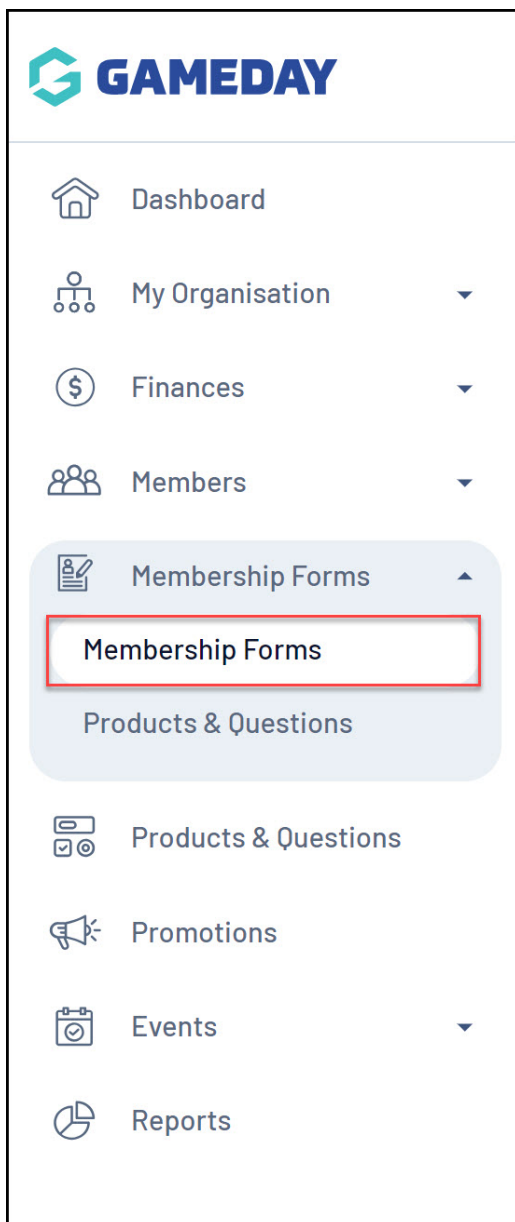 GAMEDAY
Dashboard
My Organisation
Finances
Members
Membership Forms
Membership Forms
Products & Questions
Products & Questions
Promotions
Events
Reports